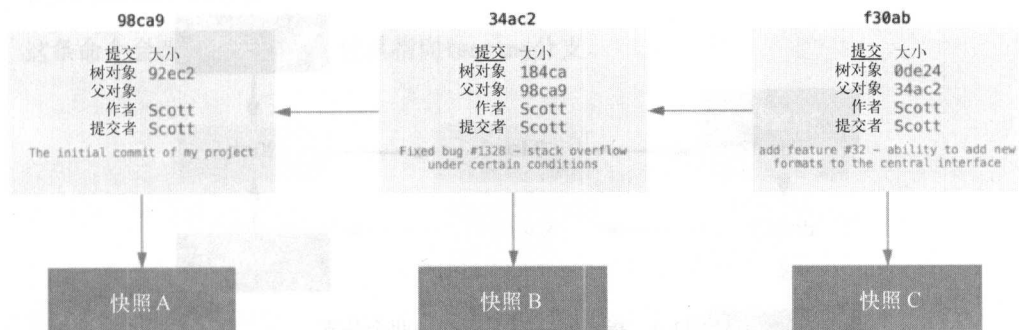 98ca9
提交 大小
树对象 92ec2
父对象
作者 Scott
提交者 Scott
The initial commit of my project
34ac2
提交 大小
树对象 184ca
父对象 98ca9
作者 Scott
提交者 Scott
Fixed bug #1328 – stack overflow
under certain conditions
f30ab
提交 大小
树对象 0de24
父对象 34ac2
作者 Scott
提交者 Scott
add feature #32 – ability to add new
formats to the central interface
快照 A
快照 B
快照 C